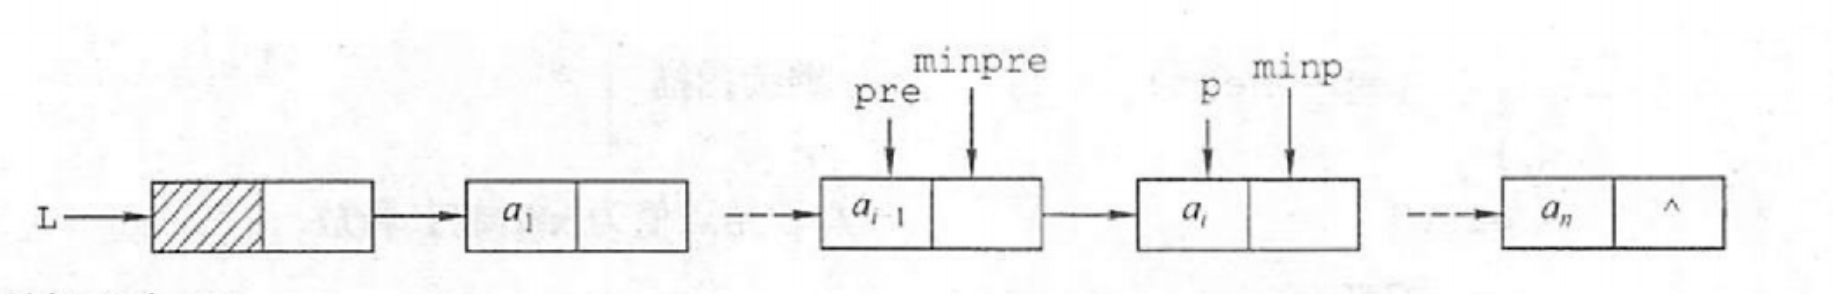 minpre minp
pre p
L a₁ aᵢ₋₁ aᵢ aₙ ^